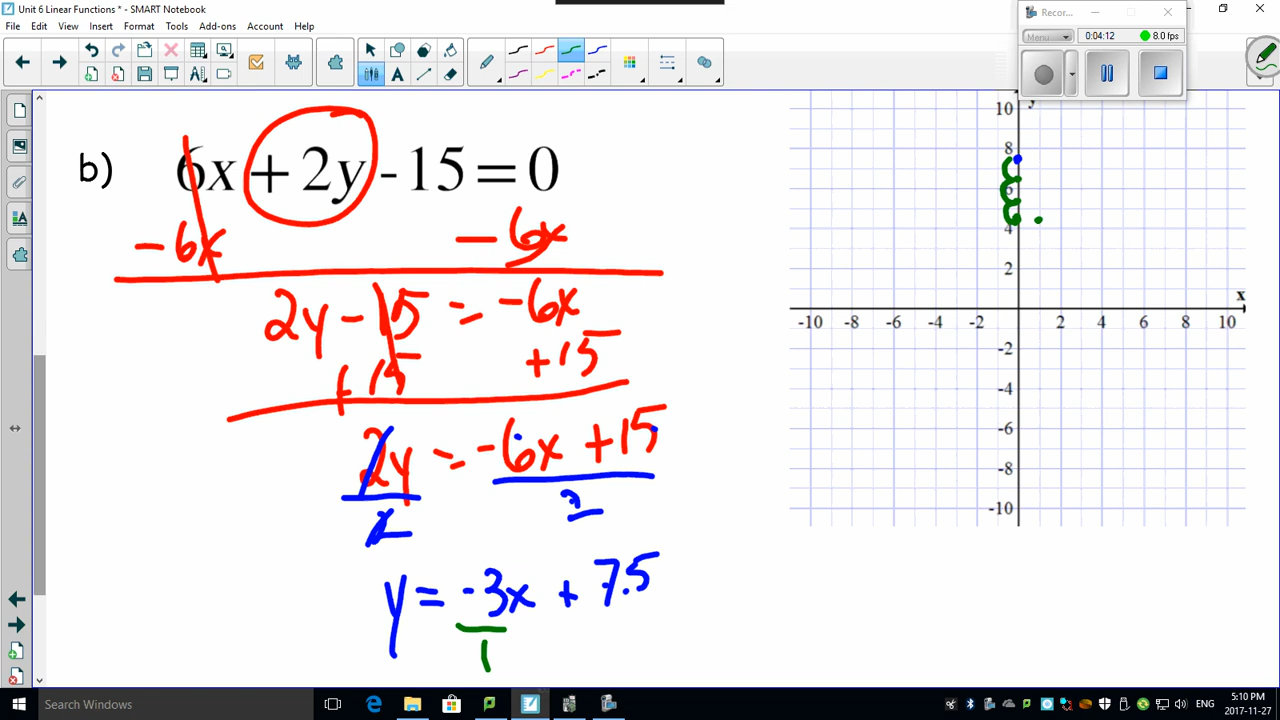 Unit 6 Linear Functions * - SMART Notebook
File Edit View Insert Format Tools Add-ons Account Help
Recor...
Menu 0:04:12 8.0 fps
b) 6x + 2y - 15 = 0
- 6x - 6x
2y - 15 = -6x
+ 15 +15
2y = -6x + 15
2 2
y = -3x + 7.5
1
y
10
8
6
4
2
x
-10 -8 -6 -4 -2 2 4 6 8 10
-2
-4
-6
-8
-10
Search Windows
ENG
5:10 PM
2017-11-27